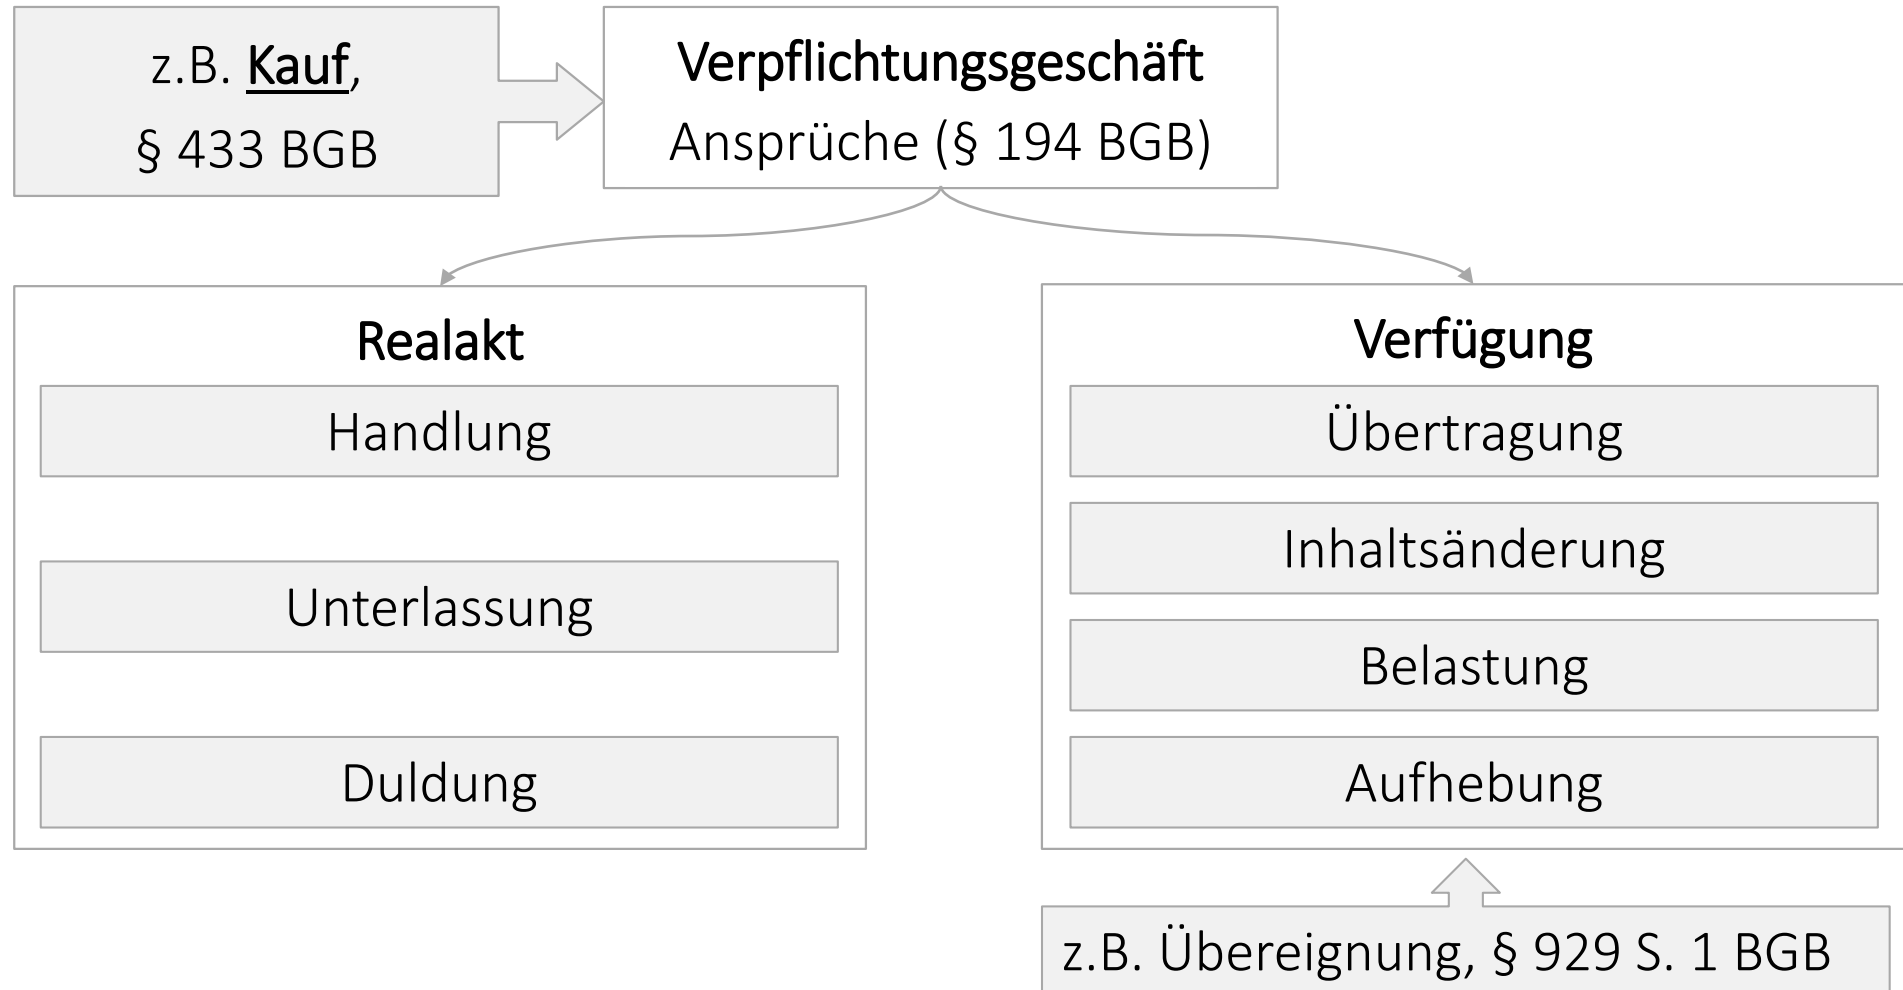 z.B. Kauf,
§ 433 BGB
Verpflichtungsgeschäft
Ansprüche (§ 194 BGB)
Realakt
Handlung
Unterlassung
Duldung
Verfügung
Übertragung
Inhaltsänderung
Belastung
Aufhebung
z.B. Übereignung, § 929 S. 1 BGB